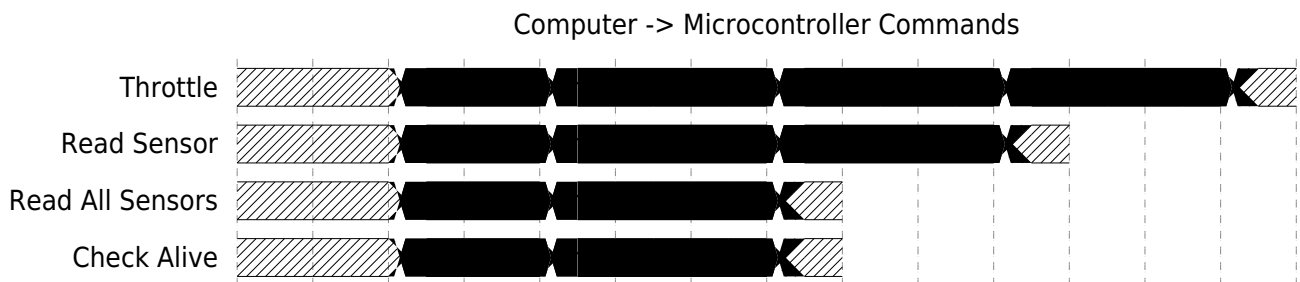 Computer -> Microcontroller Commands
Throttle
Read Sensor
Read All Sensors
Check Alive